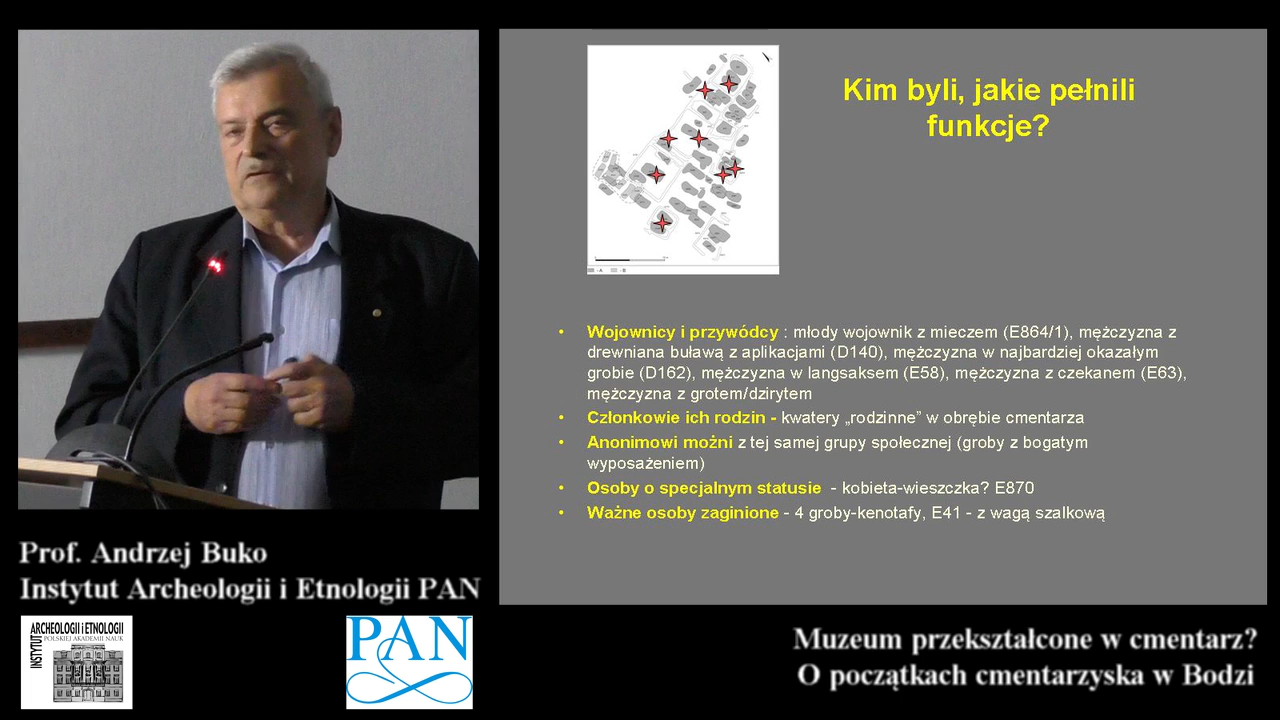 Kim byli, jakie pełnili
funkcje?
• Wojownicy i przywódcy : młody wojownik z mieczem (E864/1), mężczyzna z
drewniana buławą z aplikacjami (D140), mężczyzna w najbardziej okazałym
grobie (D162), mężczyzna w langsaksem (E58), mężczyzna z czekanem (E63),
mężczyzna z grotem/dzirytem
• Członkowie ich rodzin - kwatery „rodzinne” w obrębie cmentarza
• Anonimowi możni z tej samej grupy społecznej (groby z bogatym
wyposażeniem)
• Osoby o specjalnym statusie - kobieta-wieszczka? E870
• Ważne osoby zaginione - 4 groby-kenotafy, E41 - z wagą szalkową
Prof. Andrzej Buko
Instytut Archeologii i Etnologii PAN
INSTYTUT
ARCHEOLOGII i ETNOLOGII
POLSKIEJ AKADEMII NAUK
PAN
Muzeum przekształcone w cmentarz?
O początkach cmentarzyska w Bodzi